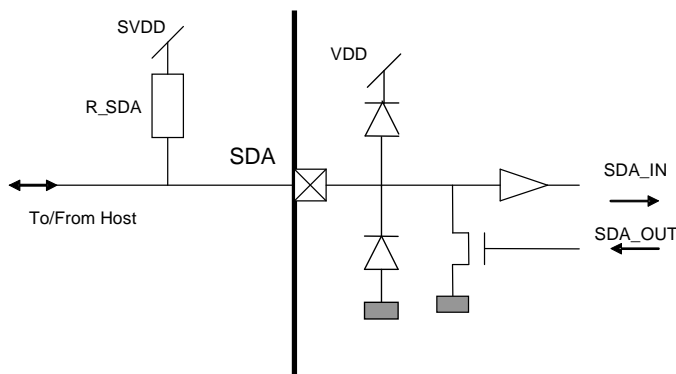 SVDD
VDD
R_SDA
SDA
SDA_IN
To/From Host
SDA_OUT